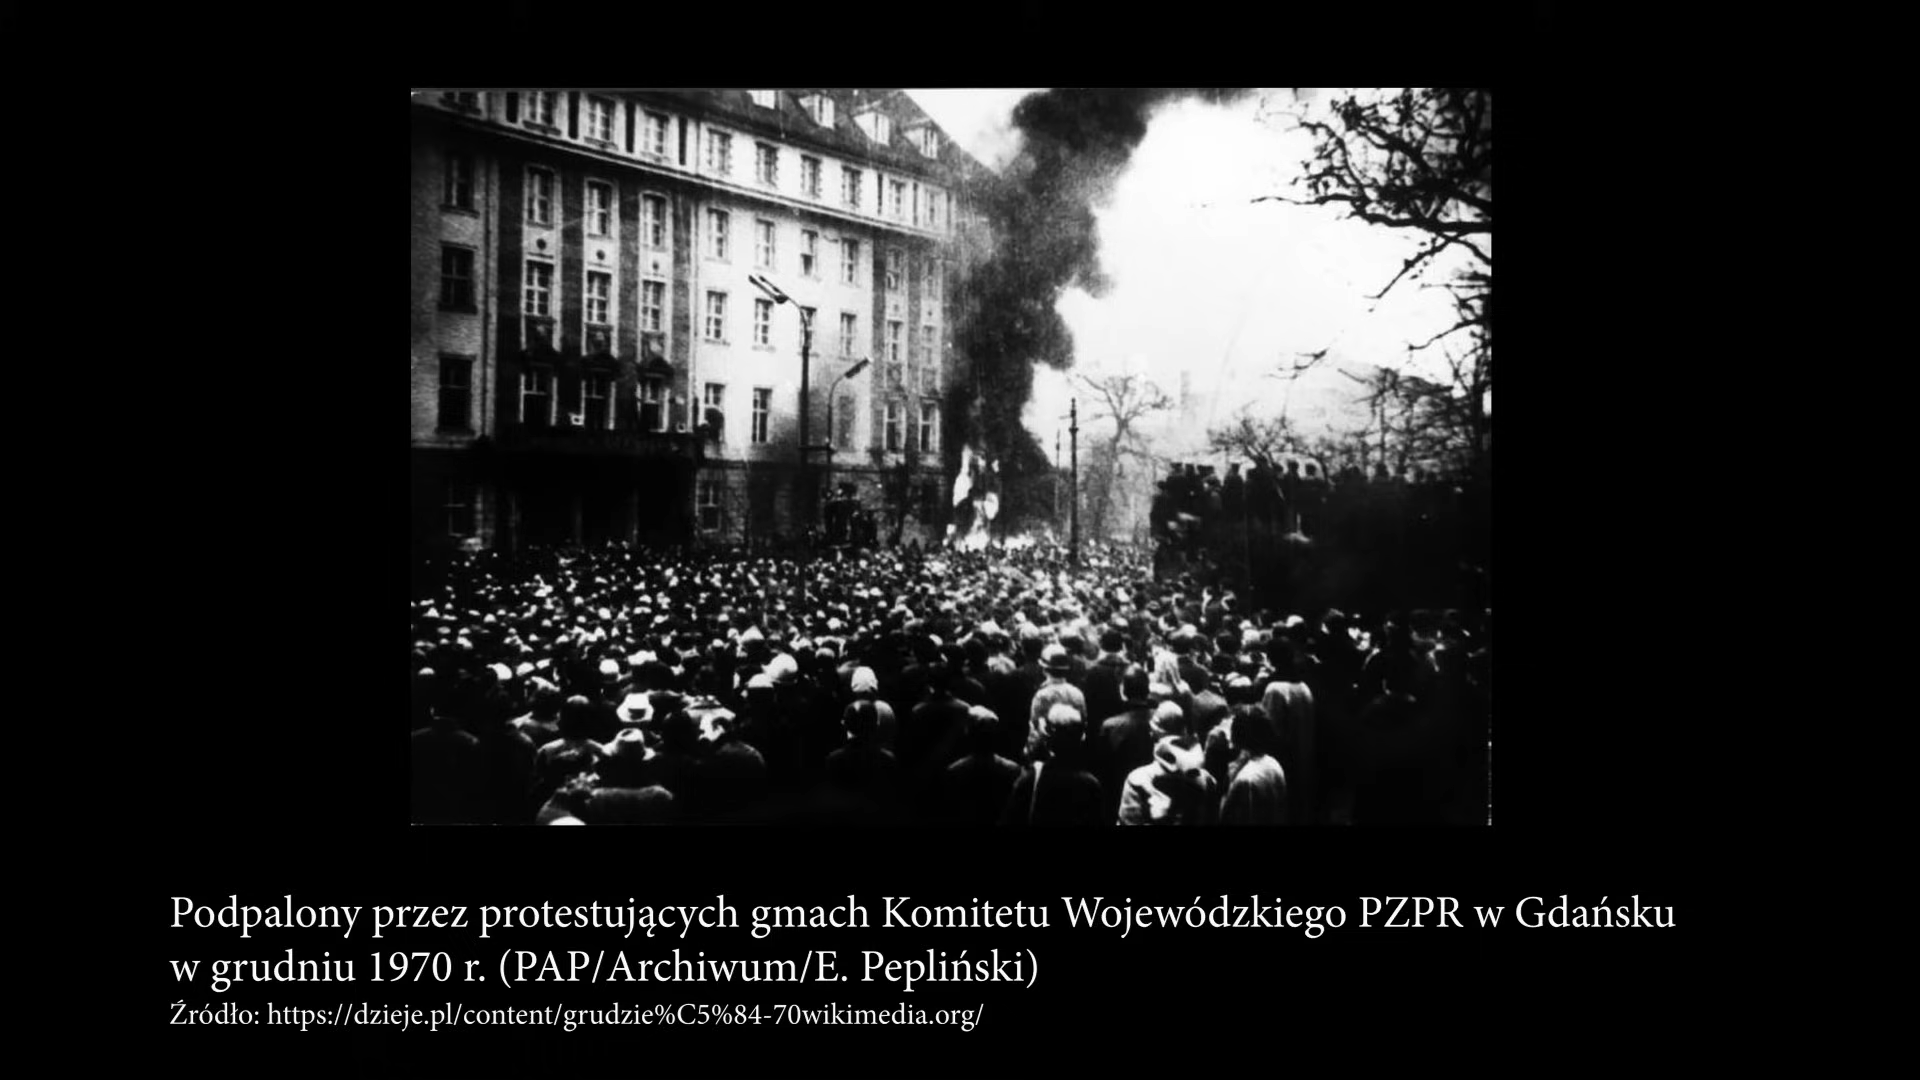 Podpalony przez protestujących gmach Komitetu Wojewódzkiego PZPR w Gdańsku
w grudniu 1970 r. (PAP/Archiwum/E. Pepliński)
Źródło: https://dzieje.pl/content/grudzie%C5%84-70wikimedia.org/